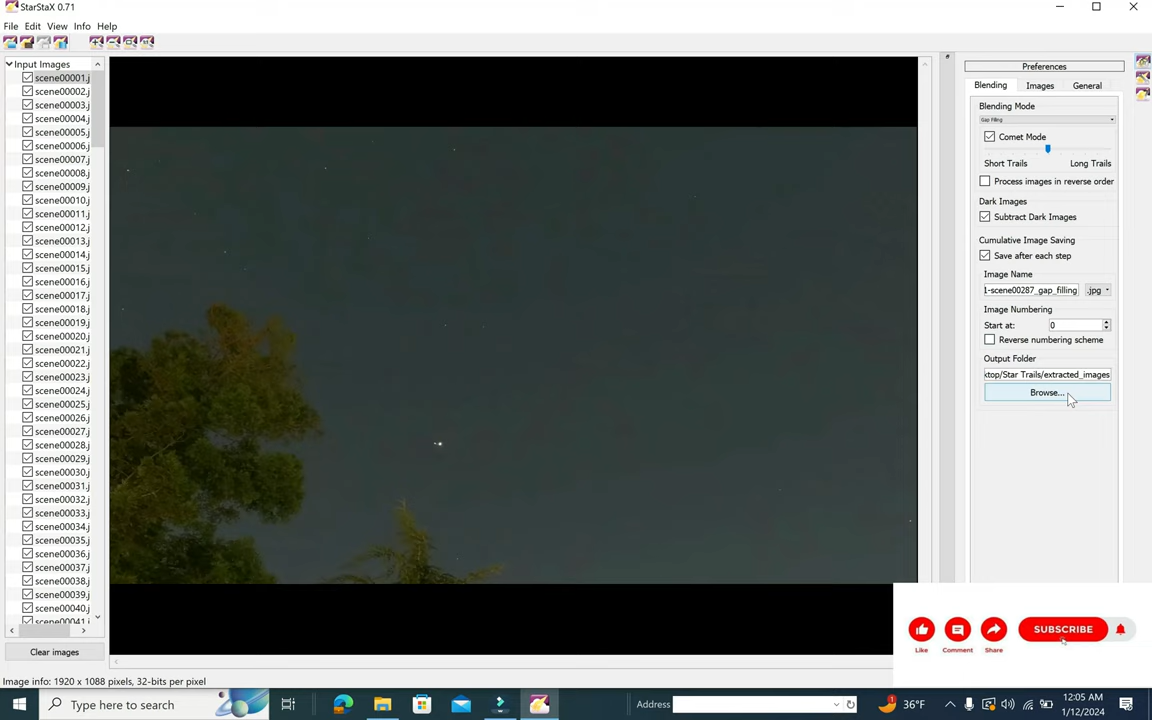 StarStaX 0.71
File Edit View Info Help
Input Images
scene00001.j
scene00002.j
scene00003.j
scene00004.j
scene00005.j
scene00006.j
scene00007.j
scene00008.j
scene00009.j
scene00010.j
scene00011.j
scene00012.j
scene00013.j
scene00014.j
scene00015.j
scene00016.j
scene00017.j
scene00018.j
scene00019.j
scene00020.j
scene00021.j
scene00022.j
scene00023.j
scene00024.j
scene00025.j
scene00026.j
scene00027.j
scene00028.j
scene00029.j
scene00030.j
scene00031.j
scene00032.j
scene00033.j
scene00034.j
scene00035.j
scene00036.j
scene00037.j
scene00038.j
scene00039.j
scene00040.j
scene00041.j
Clear images
Image info: 1920 x 1088 pixels, 32-bits per pixel
Preferences
Blending Images General
Blending Mode
Gap Filling
Comet Mode
Short Trails Long Trails
Process images in reverse order
Dark Images
Subtract Dark Images
Cumulative Image Saving
Save after each step
Image Name
1-scene00287_gap_filling .jpg
Image Numbering
Start at: 0
Reverse numbering scheme
Output Folder
ktop/Star Trails/extracted_images
Browse...
SUBSCRIBE
Like Comment Share
Type here to search
Address
36°F
12:05 AM
1/12/2024